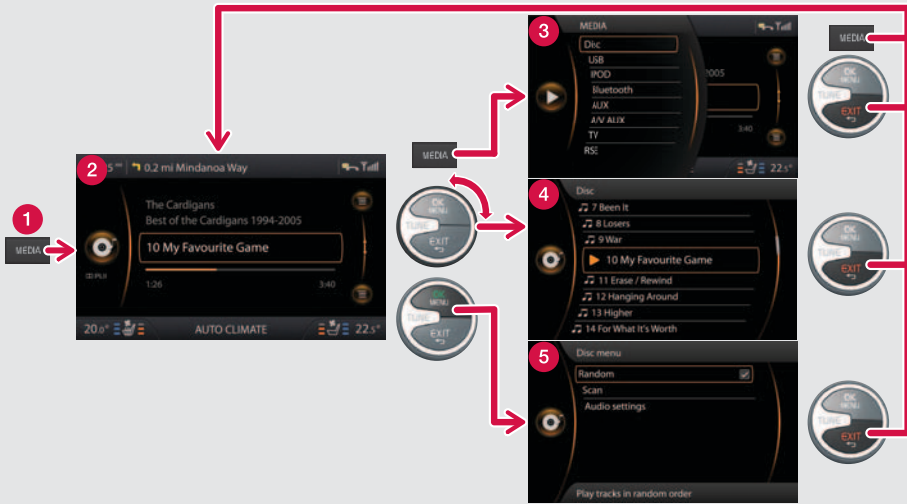 1
MEDIA
2
5
0.2 mi Mindanoa Way
The Cardigans
Best of the Cardigans 1994-2005
10 My Favourite Game
1:26
3:40
PLII
20.0°
AUTO CLIMATE
22.5°
MEDIA
OK
MENU
TUNE
EXIT
OK
MENU
TUNE
EXIT
3
MEDIA
Disc
USB
IPOD
Bluetooth
AUX
A/V AUX
TV
RSE
2005
3:40
22.5°
4
Disc
7 Been It
8 Losers
9 War
10 My Favourite Game
11 Erase / Rewind
12 Hanging Around
13 Higher
14 For What It's Worth
5
Disc menu
Random
Scan
Audio settings
Play tracks in random order
MEDIA
OK
MENU
TUNE
EXIT
OK
MENU
TUNE
EXIT
OK
MENU
TUNE
EXIT